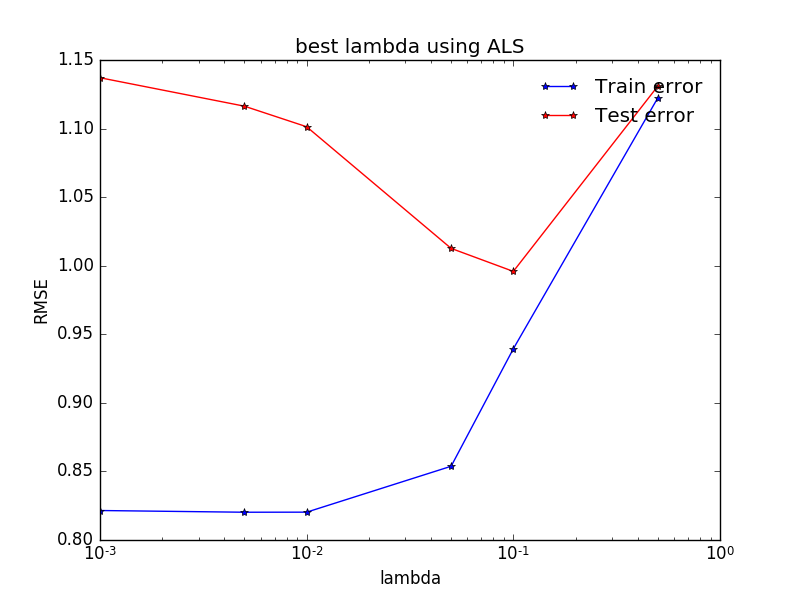 best lambda using ALS
Train error
Test error
1.15
1.10
1.05
1.00
0.95
0.90
0.85
0.80
RMSE
10^-3
10^-2
10^-1
10^0
lambda